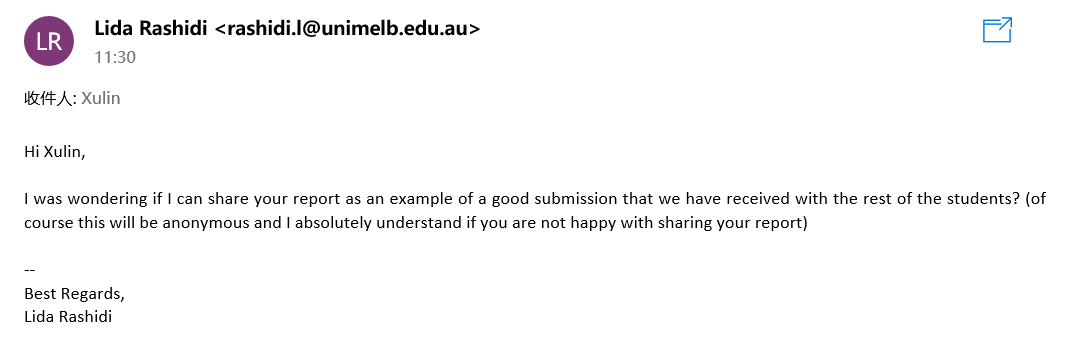 LR
Lida Rashidi <rashidi.l@unimelb.edu.au>
11:30
收件人: Xulin
Hi Xulin,
I was wondering if I can share your report as an example of a good submission that we have received with the rest of the students? (of
course this will be anonymous and I absolutely understand if you are not happy with sharing your report)
--
Best Regards,
Lida Rashidi